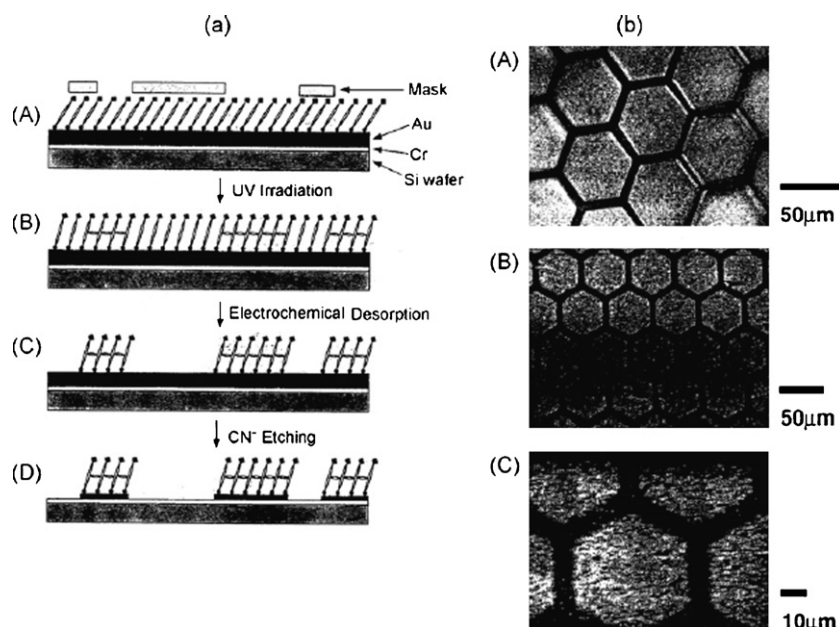 (a)
(b)
Mask
(A)
Au
Cr
Si wafer
UV Irradiation
(B)
Electrochemical Desorption
(C)
CN⁻ Etching
(D)
(A)
50μm
(B)
50μm
(C)
10μm